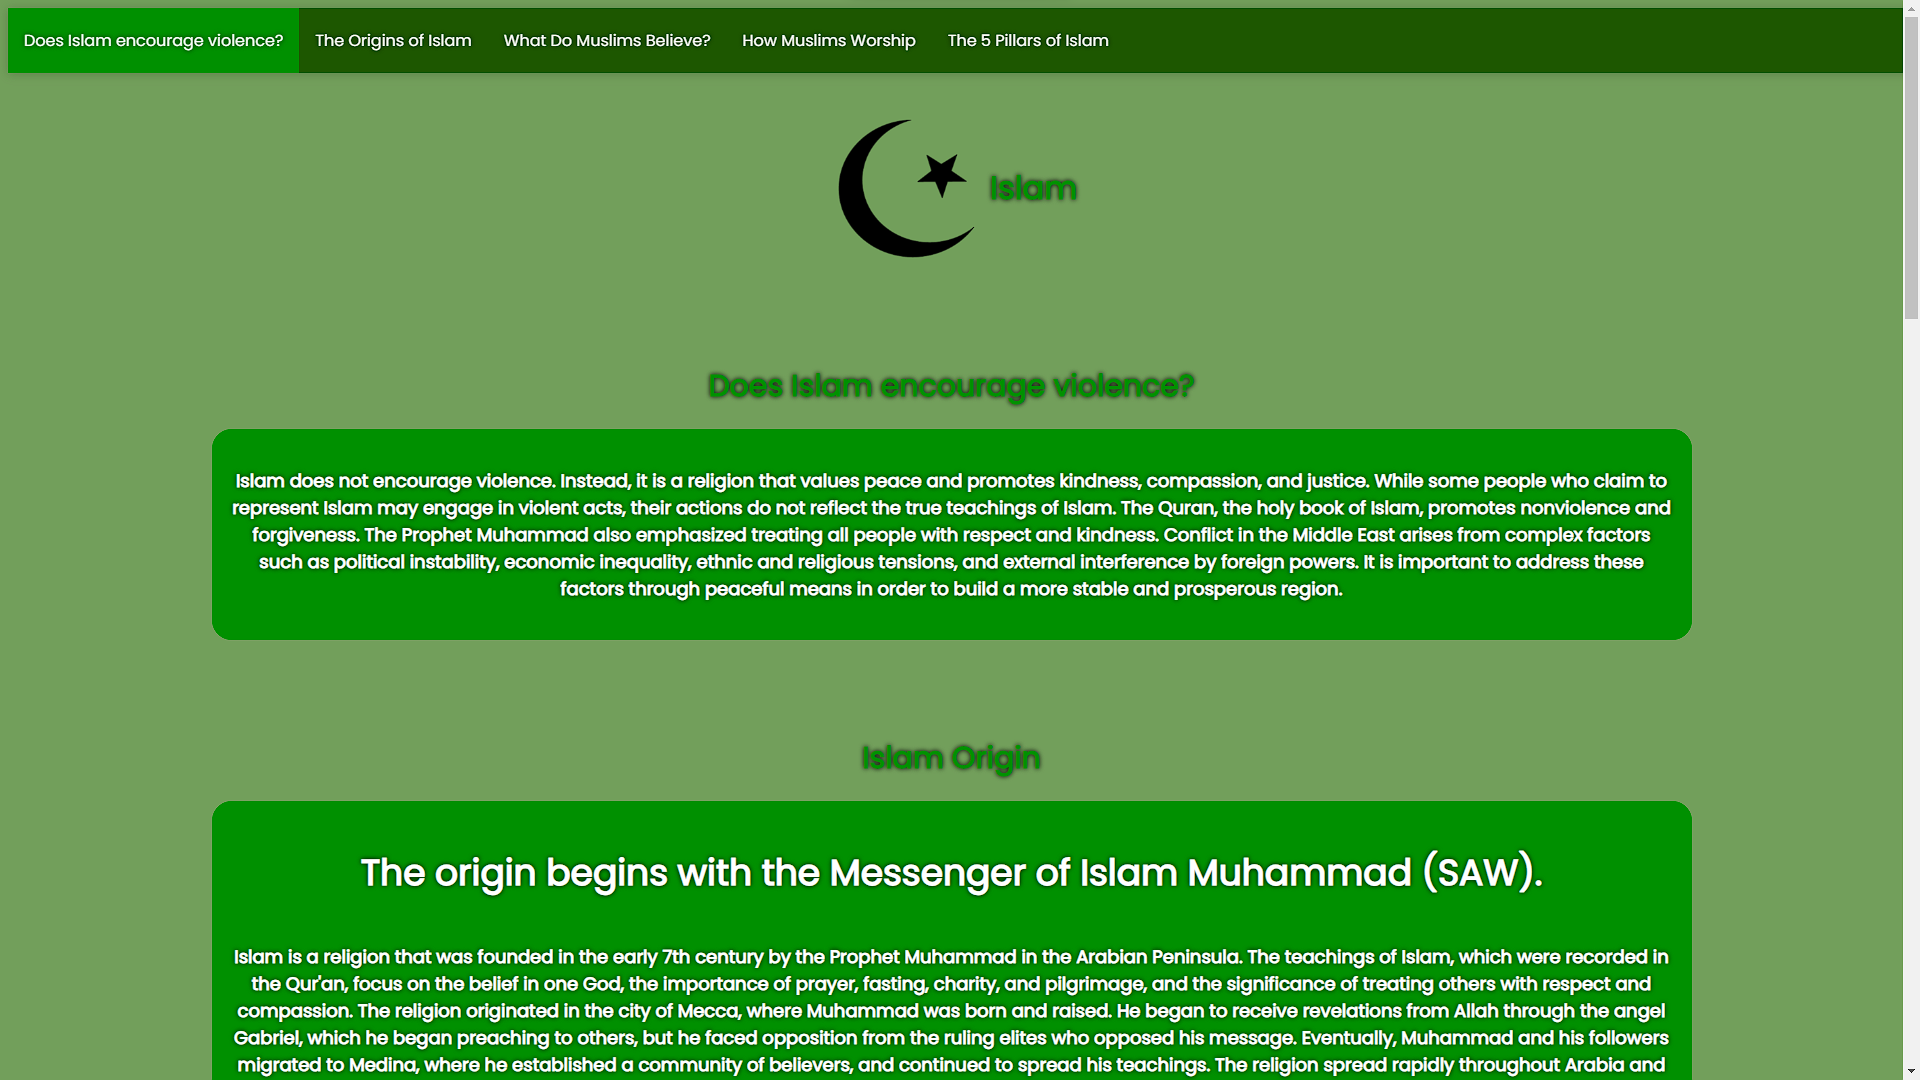 Does Islam encourage violence? The Origins of Islam What Do Muslims Believe? How Muslims Worship The 5 Pillars of Islam
Islam
Does Islam encourage violence?
Islam does not encourage violence. Instead, it is a religion that values peace and promotes kindness, compassion, and justice. While some people who claim to
represent Islam may engage in violent acts, their actions do not reflect the true teachings of Islam. The Quran, the holy book of Islam, promotes nonviolence and
forgiveness. The Prophet Muhammad also emphasized treating all people with respect and kindness. Conflict in the Middle East arises from complex factors
such as political instability, economic inequality, ethnic and religious tensions, and external interference by foreign powers. It is important to address these
factors through peaceful means in order to build a more stable and prosperous region.
Islam Origin
The origin begins with the Messenger of Islam Muhammad (SAW).
Islam is a religion that was founded in the early 7th century by the Prophet Muhammad in the Arabian Peninsula. The teachings of Islam, which were recorded in
the Qur'an, focus on the belief in one God, the importance of prayer, fasting, charity, and pilgrimage, and the significance of treating others with respect and
compassion. The religion originated in the city of Mecca, where Muhammad was born and raised. He began to receive revelations from Allah through the angel
Gabriel, which he began preaching to others, but he faced opposition from the ruling elites who opposed his message. Eventually, Muhammad and his followers
migrated to Medina, where he established a community of believers, and continued to spread his teachings. The religion spread rapidly throughout Arabia and